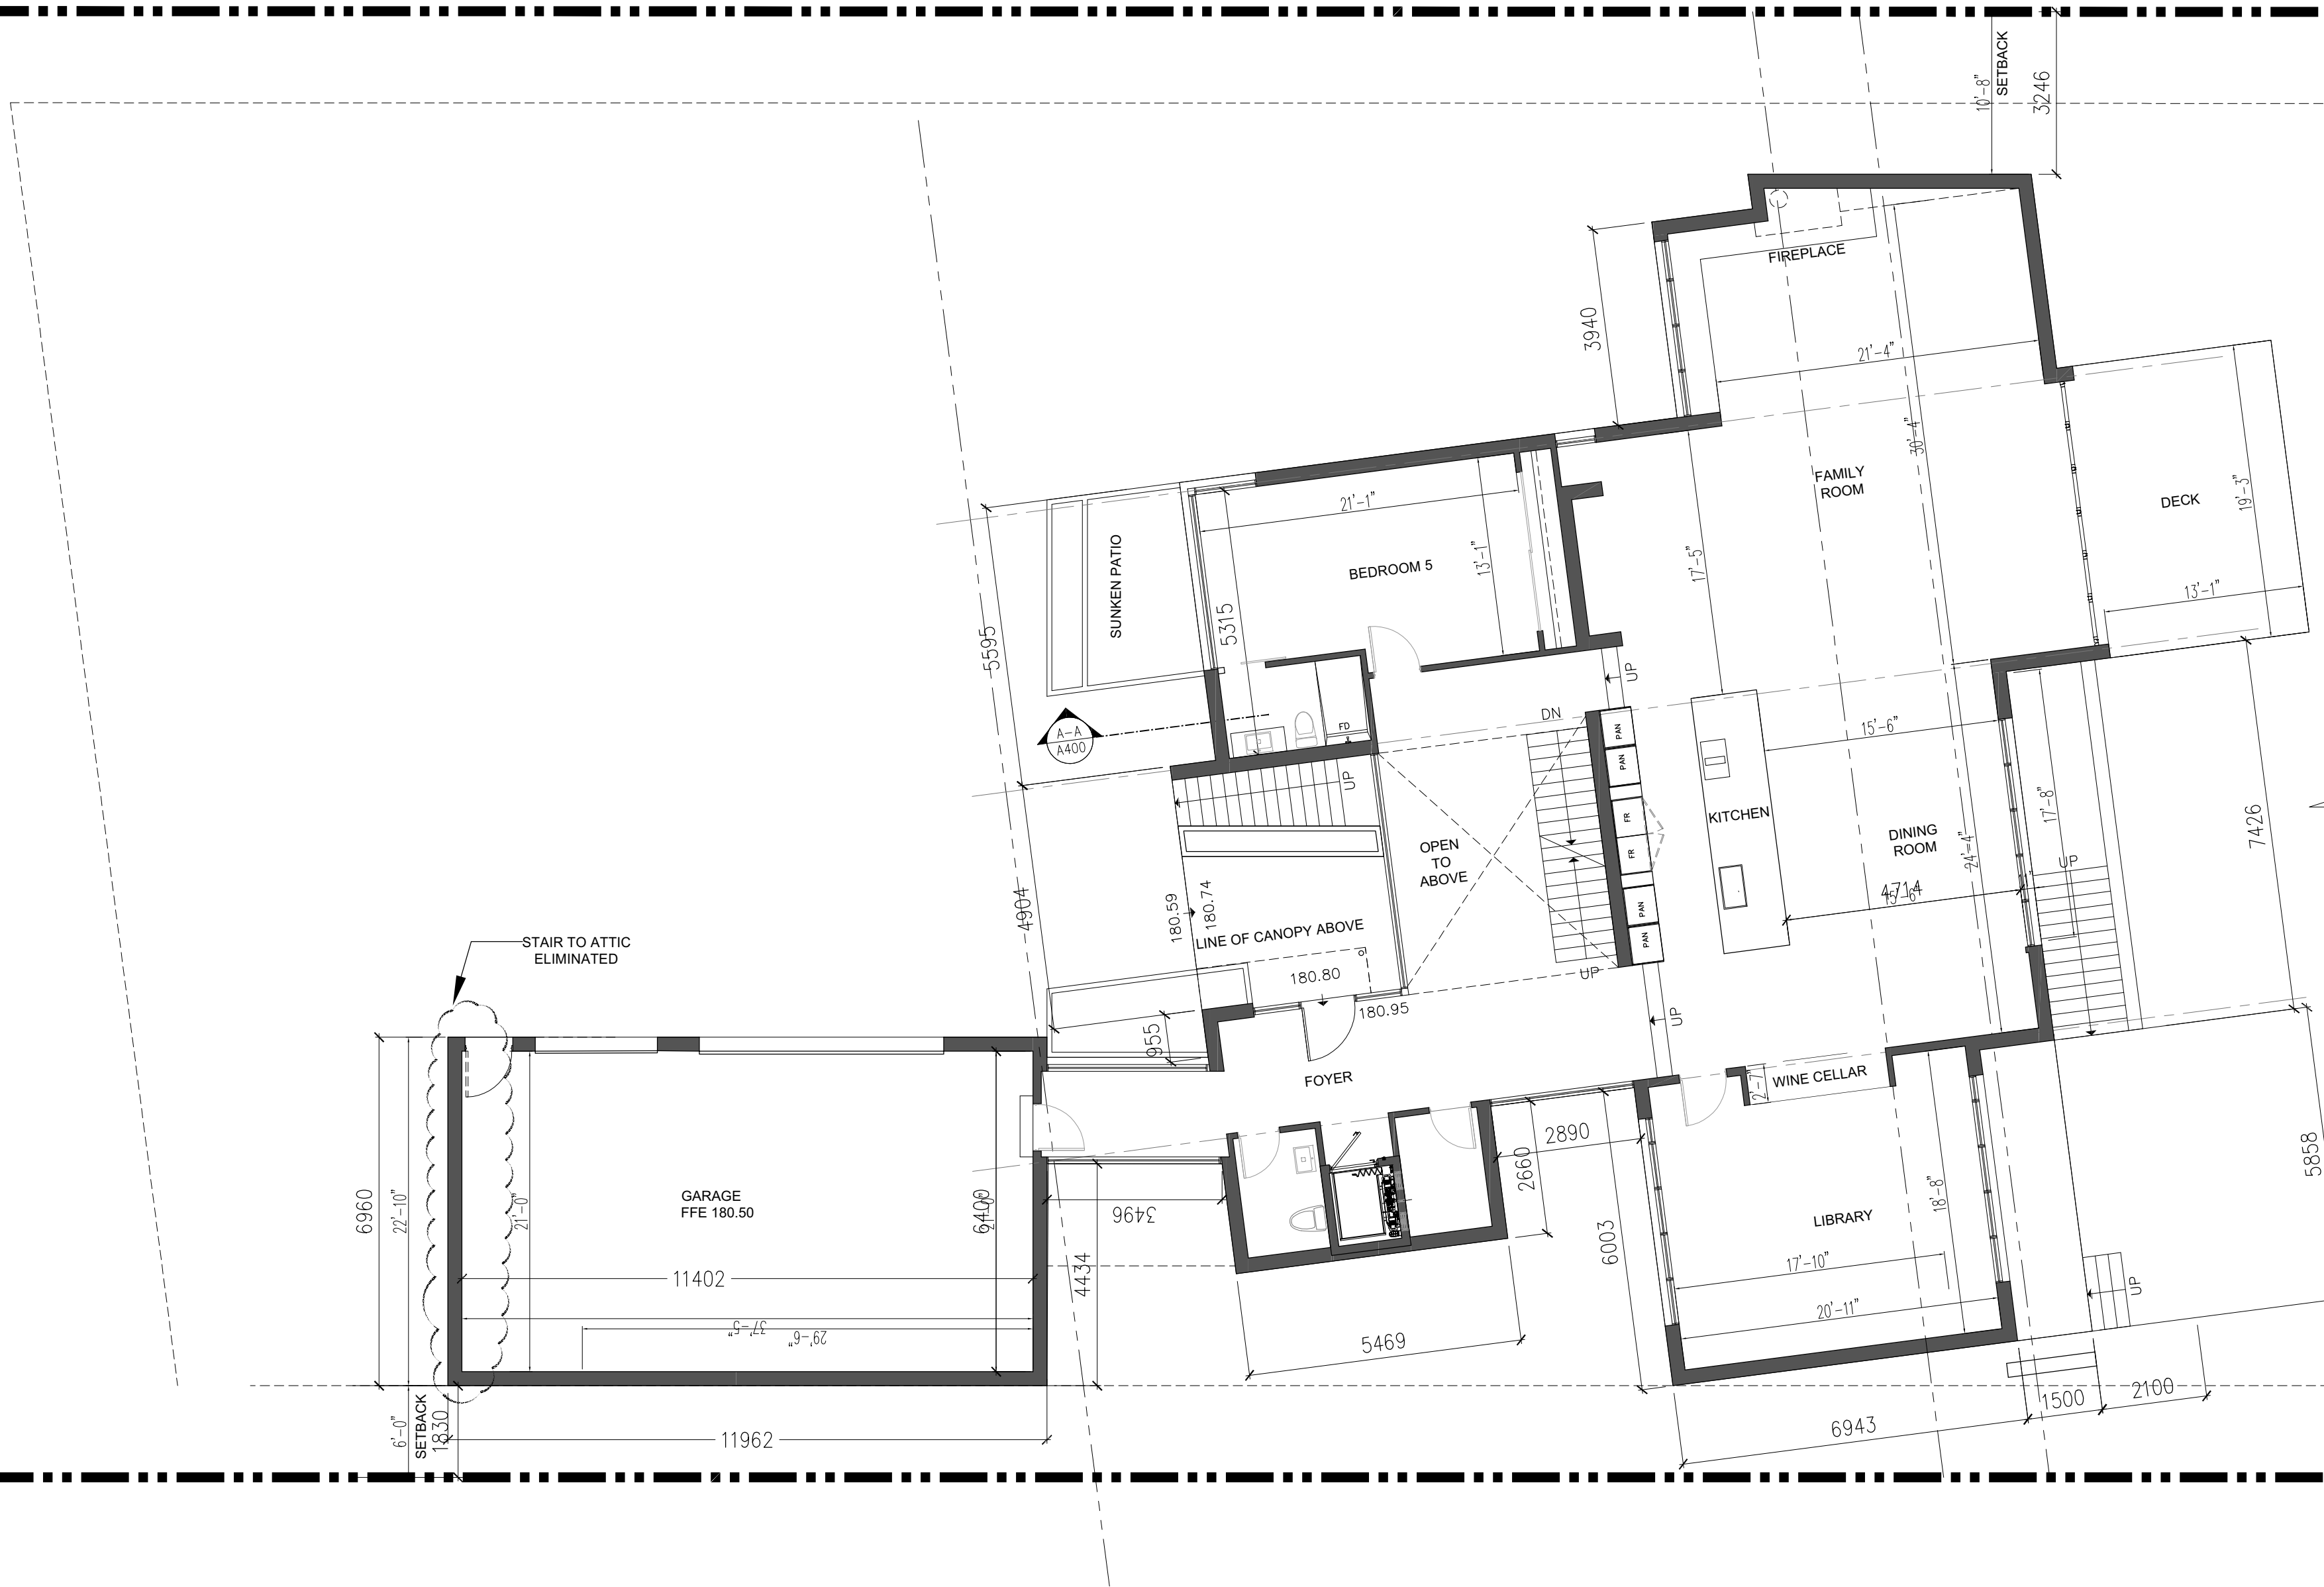 10'-8"
SETBACK
3246
FIREPLACE
3940
21'-4"
30'-4"
FAMILY
ROOM
DECK
19'-3"
13'-1"
17'-5"
21'-1"
BEDROOM 5
13'-1"
SUNKEN PATIO
5315
5595
UP
DN
FD
A-A
A400
PAN
PAN
FR
FR
PAN
PAN
15'-6"
KITCHEN
DINING
ROOM
24'-4"
17'-8"
UP
7426
4714
15'-6"
UP
OPEN
TO
ABOVE
4904
180.59
180.74
LINE OF CANOPY ABOVE
180.80
180.95
UP
UP
STAIR TO ATTIC
ELIMINATED
955
FOYER
WINE CELLAR
2'-7"
2890
2660
6003
18'-8"
LIBRARY
17'-10"
20'-11"
5858
UP
6960
22'-10"
21'-0"
GARAGE
FFE 180.50
6400
21'-0"
3496
4434
11402
37'-5"
29'-6"
5469
6'-0"
SETBACK
1830
11962
6943
1500
2100